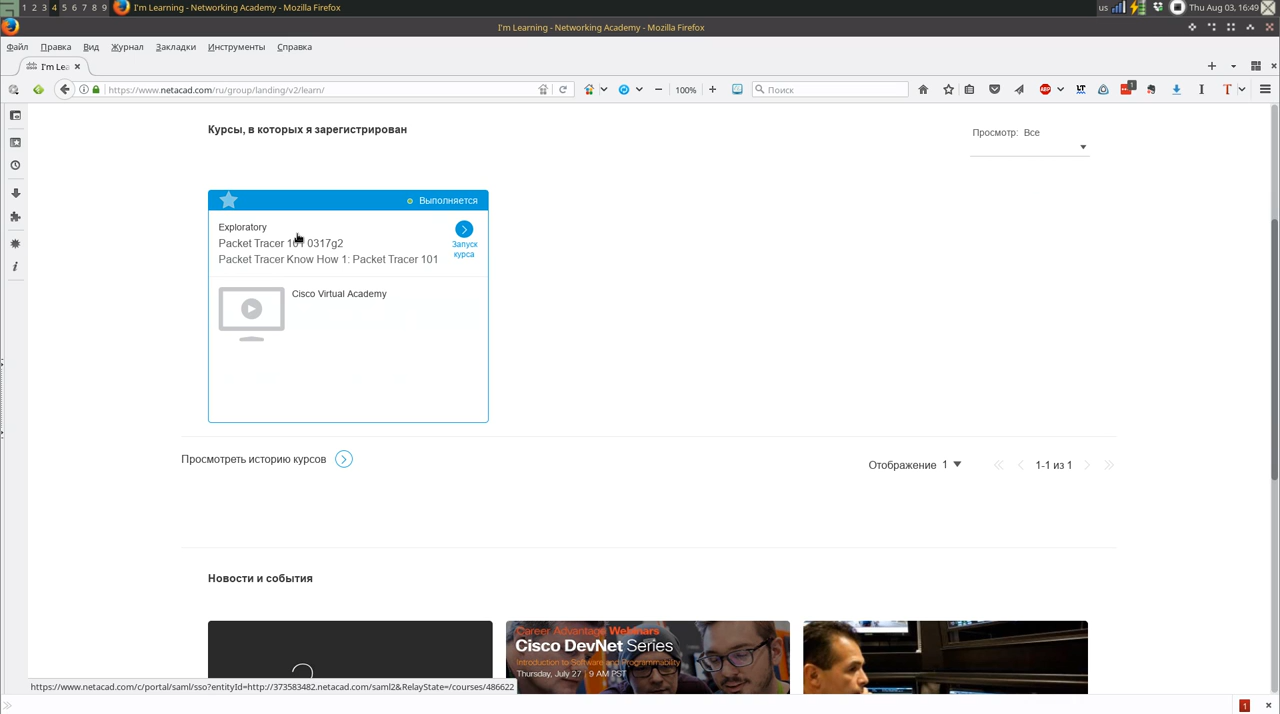 1 2 3 4 5 6 7 8 9 I'm Learning - Networking Academy - Mozilla Firefox us Thu Aug 03, 16:49
I'm Learning - Networking Academy - Mozilla Firefox
Файл Правка Вид Журнал Закладки Инструменты Справка
I'm Lea
https://www.netacad.com/ru/group/landing/v2/learn/ 100% Поиск ABP 1 LT T
Курсы, в которых я зарегистрирован
Просмотр: Все
Выполняется
Exploratory
Packet Tracer 101 0317g2
Packet Tracer Know How 1: Packet Tracer 101
Запуск
курса
Cisco Virtual Academy
Просмотреть историю курсов
Отображение 1 1-1 из 1
Новости и события
Career Advantage Webinars
Cisco DevNet Series
Introduction to Software and Programmability
Thursday, July 27 | 9 AM PST
https://www.netacad.com/c/portal/saml/sso?entityId=http://373583482.netacad.com/saml2&RelayState=/courses/486622
1